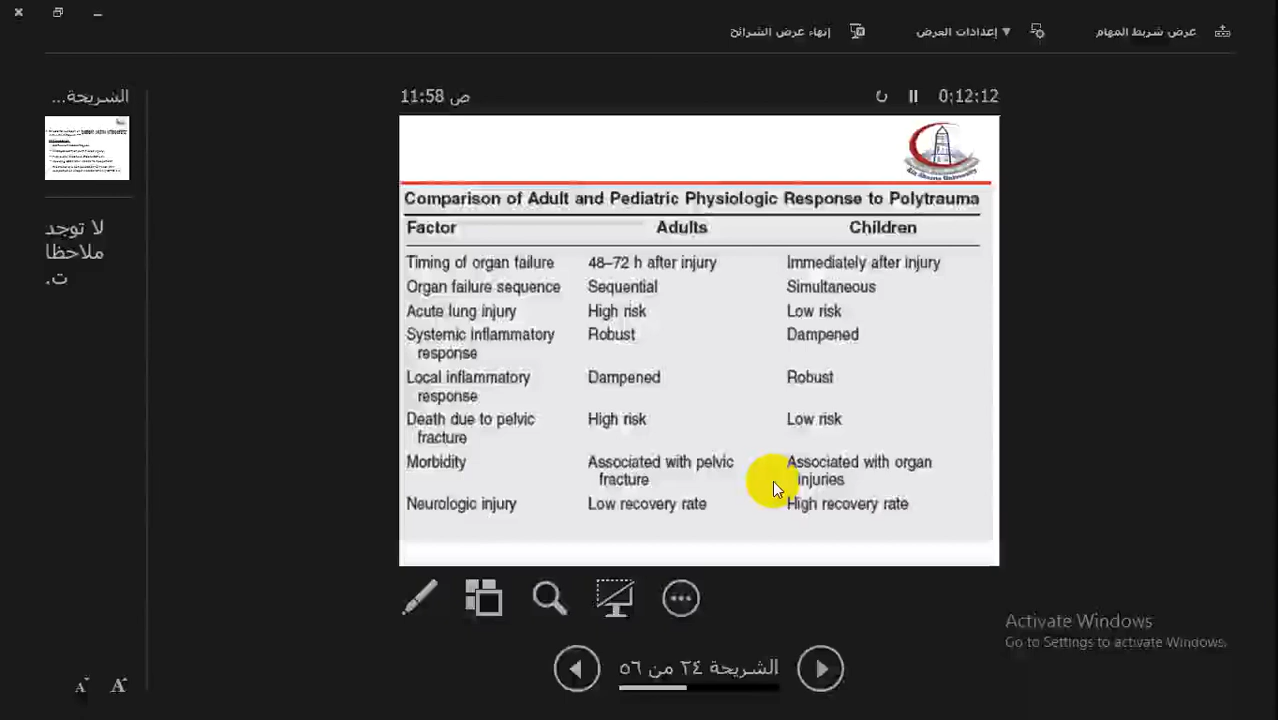 عرض شريط المهام
إعدادات العرض ▼
إنهاء عرض الشرائح
0:12:12
11:58 ص
الشريحة...
لا توجد
ملاحظا
ت.
Ain Shams University
Comparison of Adult and Pediatric Physiologic Response to Polytrauma
Factor Adults Children
Timing of organ failure 48–72 h after injury Immediately after injury
Organ failure sequence Sequential Simultaneous
Acute lung injury High risk Low risk
Systemic inflammatory Robust Dampened
response
Local inflammatory Dampened Robust
response
Death due to pelvic High risk Low risk
fracture
Morbidity Associated with pelvic Associated with organ
fracture injuries
Neurologic injury Low recovery rate High recovery rate
Activate Windows
Go to Settings to activate Windows.
الشريحة ٢٤ من ٥٦
A A